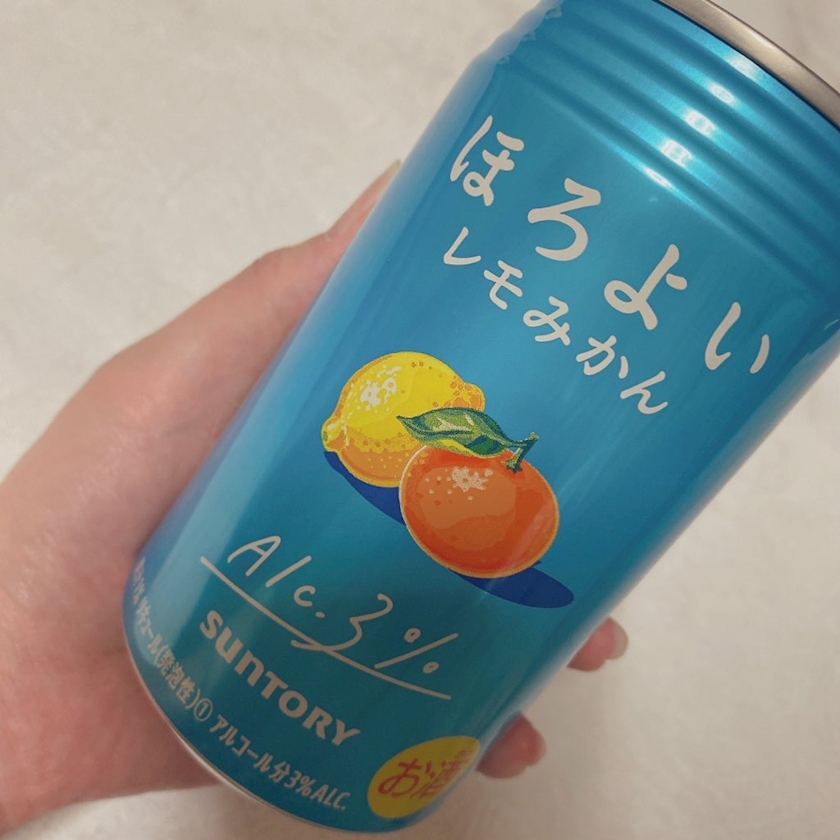 ほろよい
レモみかん
Alc.3%
SUNTORY
リキュール(発泡性)① アルコール分3% ALC.
お酒